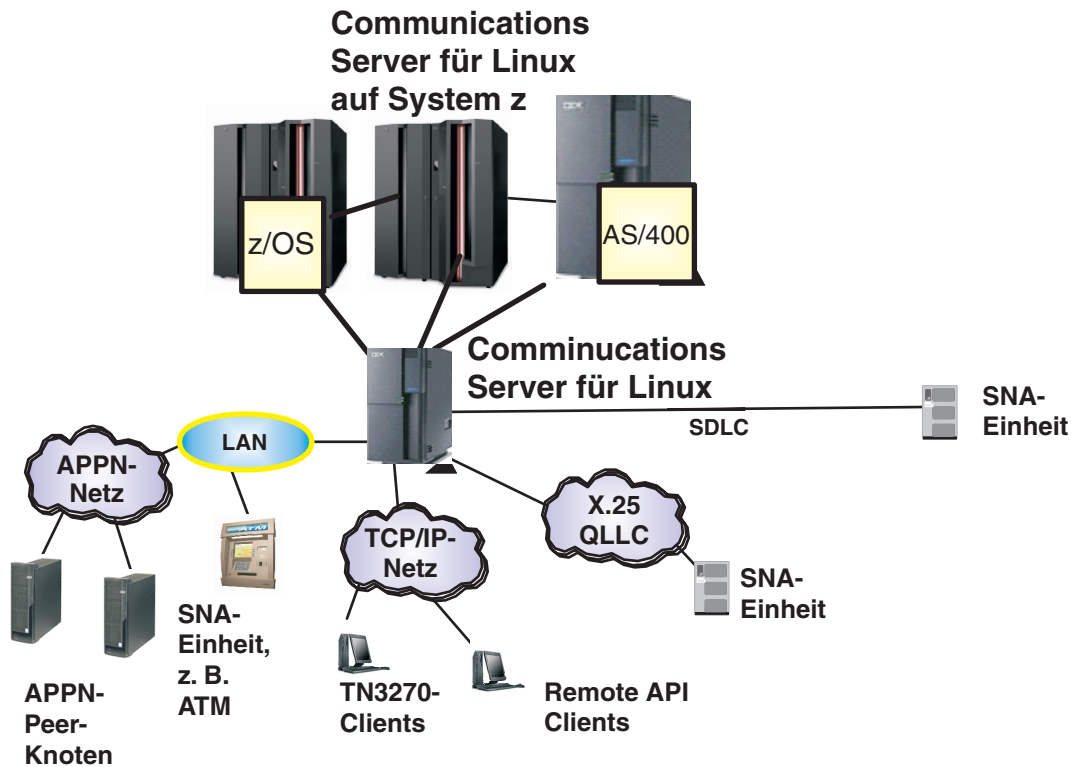 Communications
Server für Linux
auf System z
z/OS
AS/400
Comminucations
Server für Linux
SDLC
SNA-
Einheit
LAN
APPN-
Netz
X.25
QLLC
TCP/IP-
Netz
ATM
SNA-
Einheit
SNA-
Einheit,
z. B.
ATM
APPN-
Peer-
Knoten
TN3270-
Clients
Remote API
Clients